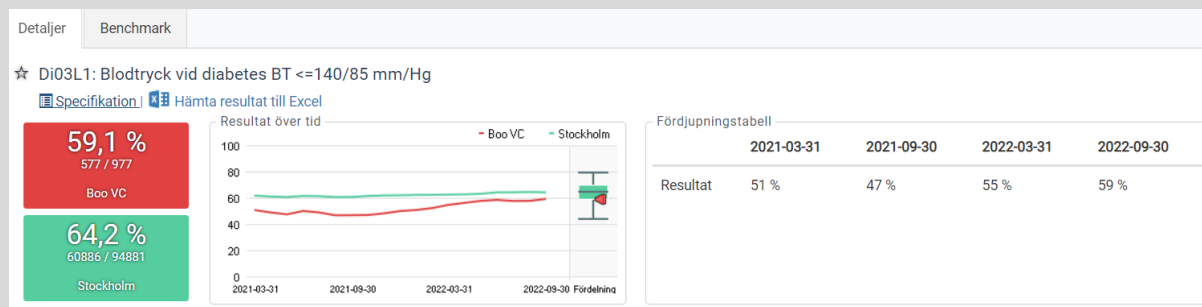 Detaljer Benchmark
☆ Di03L1: Blodtryck vid diabetes BT <=140/85 mm/Hg
Specifikation | Hämta resultat till Excel
59,1 %
577 / 977
Boo VC
64,2 %
60886 / 94881
Stockholm
Resultat över tid
Boo VC Stockholm
100
80
60
40
20
0
2021-03-31 2021-09-30 2022-03-31 2022-09-30 Fördelning
Fördjupningstabell
2021-03-31 2021-09-30 2022-03-31 2022-09-30
Resultat 51 % 47 % 55 % 59 %